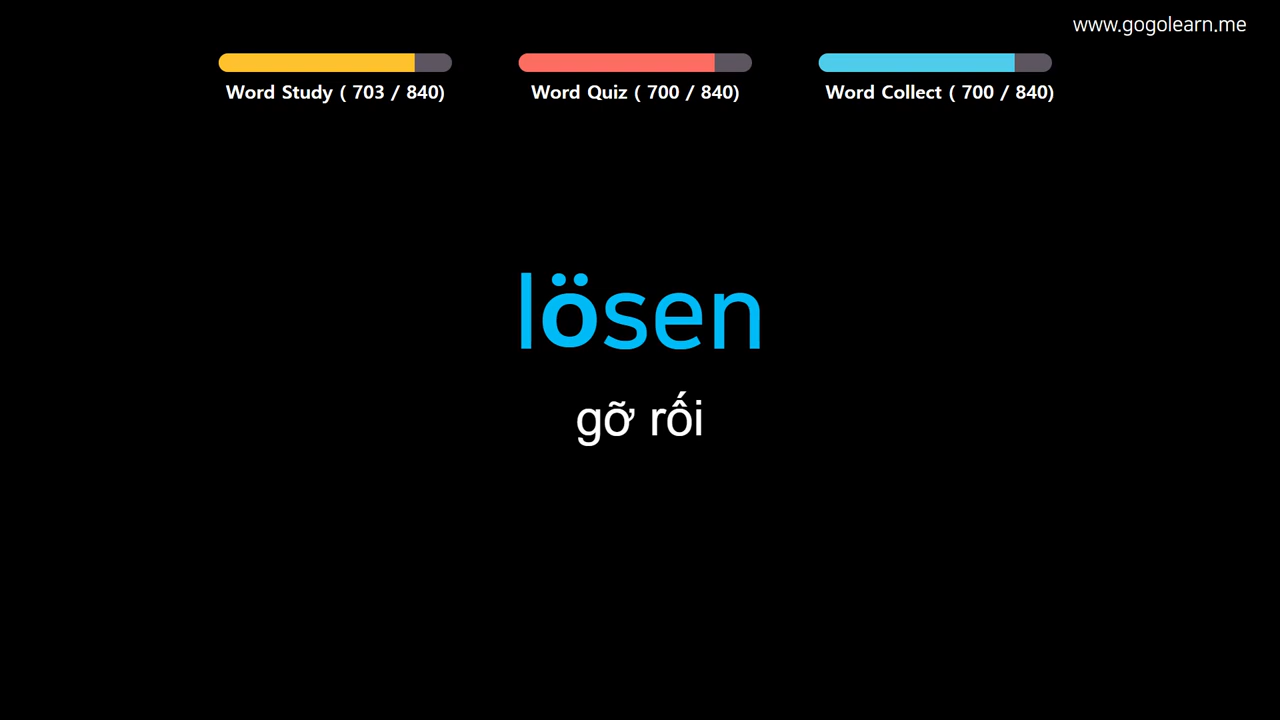 www.gogolearn.me
Word Study ( 703 / 840)
Word Quiz ( 700 / 840)
Word Collect ( 700 / 840)
lösen
gỡ rối